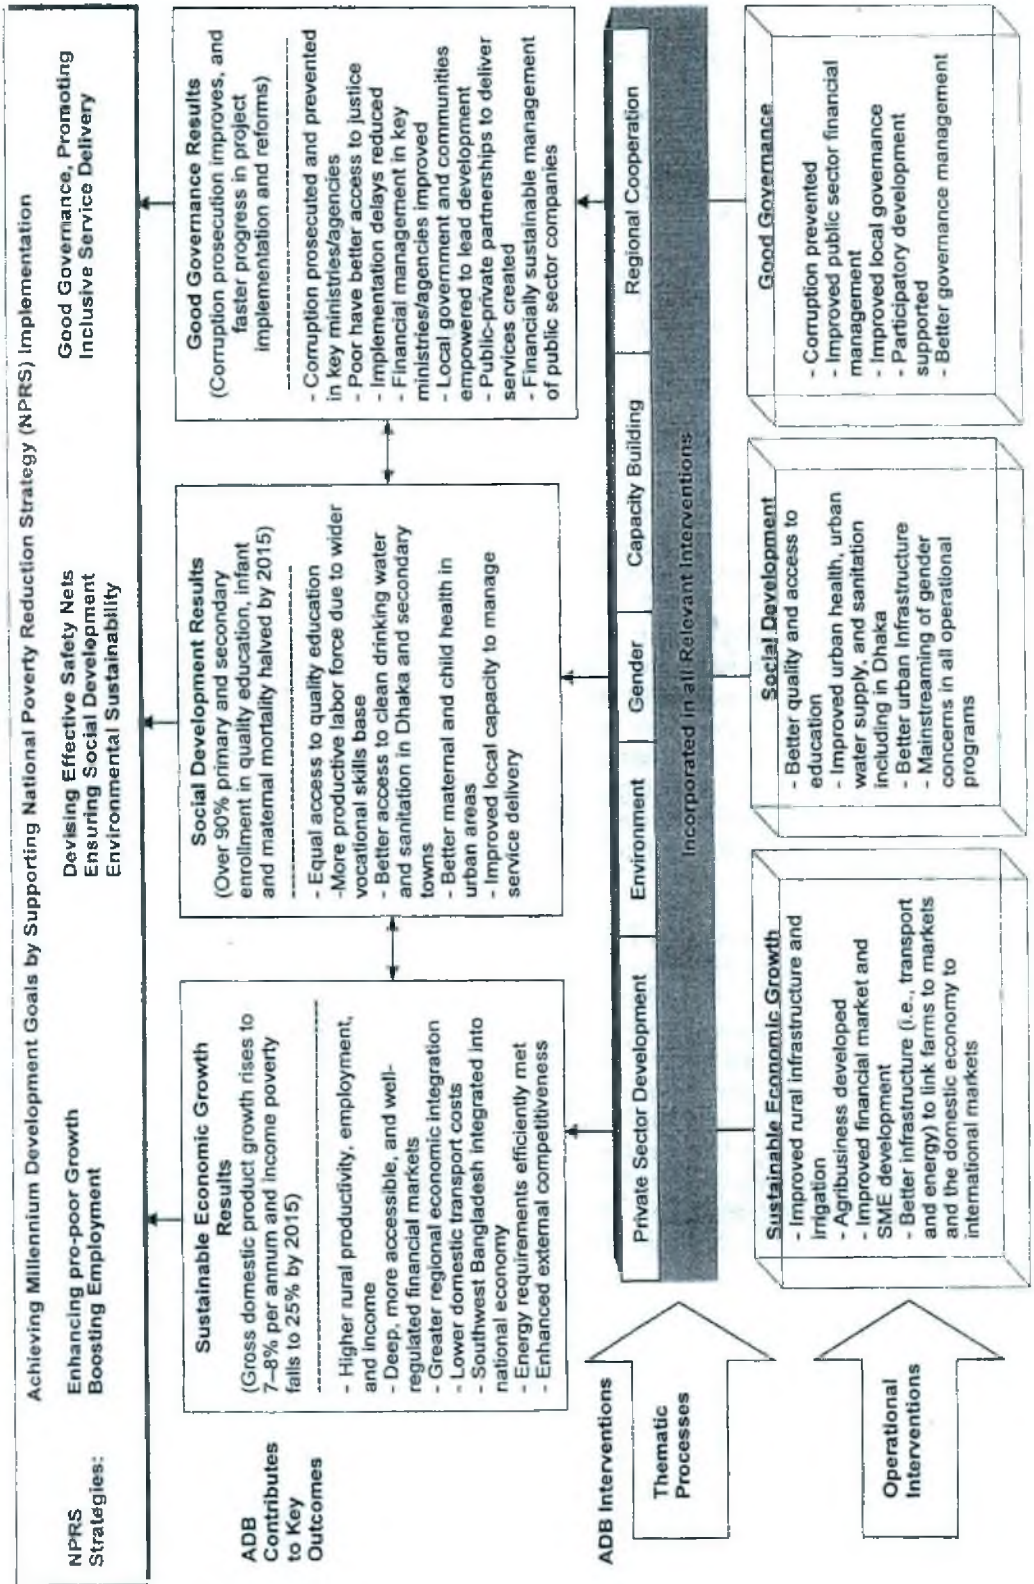 Achieving Millennium Development Goals by Supporting National Poverty Reduction Strategy (NPRS) Implementation
NPRS
Strategies:
Enhancing pro-poor Growth
Boosting Employment
Devising Effective Safety Nets
Ensuring Social Development
Environmental Sustainability
Good Governance, Promoting
Inclusive Service Delivery
ADB
Contributes
to Key
Outcomes
Sustainable Economic Growth
Results
(Gross domestic product growth rises to
7–8% per annum and income poverty
falls to 25% by 2015)
- Higher rural productivity, employment,
and income
- Deep, more accessible, and well-
regulated financial markets
- Greater regional economic integration
- Lower domestic transport costs
- Southwest Bangladesh integrated into
national economy
- Energy requirements efficiently met
- Enhanced external competitiveness
Social Development Results
(Over 90% primary and secondary
enrollment in quality education, infant
and maternal mortality halved by 2015)
- Equal access to quality education
-More productive labor force due to wider
vocational skills base
- Better access to clean drinking water
and sanitation in Dhaka and secondary
towns
- Better maternal and child health in
urban areas
- Improved local capacity to manage
service delivery
Good Governance Results
(Corruption prosecution improves, and
faster progress in project
implementation and reforms)
- Corruption prosecuted and prevented
in key ministries/agencies
- Poor have better access to justice
- Implementation delays reduced
- Financial management in key
ministries/agencies improved
- Local government and communities
empowered to lead development
- Public-private partnerships to deliver
services created
- Financially sustainable management
of public sector companies
ADB Interventions
Thematic
Processes
Private Sector Development
Environment
Gender
Capacity Building
Regional Cooperation
Incorporated in all Relevant Interventions
Operational
Interventions
Sustainable Economic Growth
- Improved rural infrastructure and
irrigation
- Agribusiness developed
- Improved financial market and
SME development
- Better infrastructure (i.e., transport
and energy) to link farms to markets
and the domestic economy to
international markets
Social Development
- Better quality and access to
education
- Improved urban health, urban
water supply, and sanitation
including in Dhaka
- Better urban Infrastructure
- Mainstreaming of gender
concerns in all operational
programs
Good Governance
- Corruption prevented
- Improved public sector financial
management
- Improved local governance
- Participatory development
supported
- Better governance management